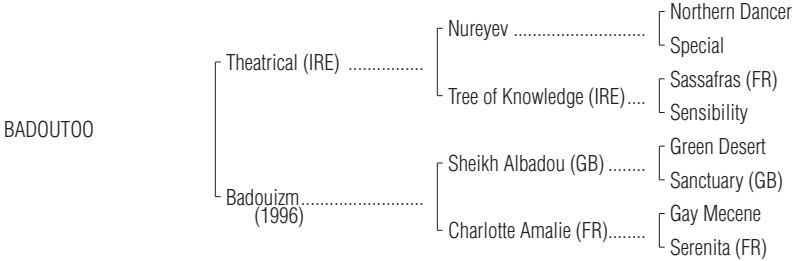 Northern Dancer
Nureyev ............................
Special
Theatrical (IRE) ................
Sassafras (FR)
Tree of Knowledge (IRE)....
Sensibility
BADOUTOO
Green Desert
Sheikh Albadou (GB) ........
Sanctuary (GB)
Badouizm..........................
(1996)
Gay Mecene
Charlotte Amalie (FR)........
Serenita (FR)